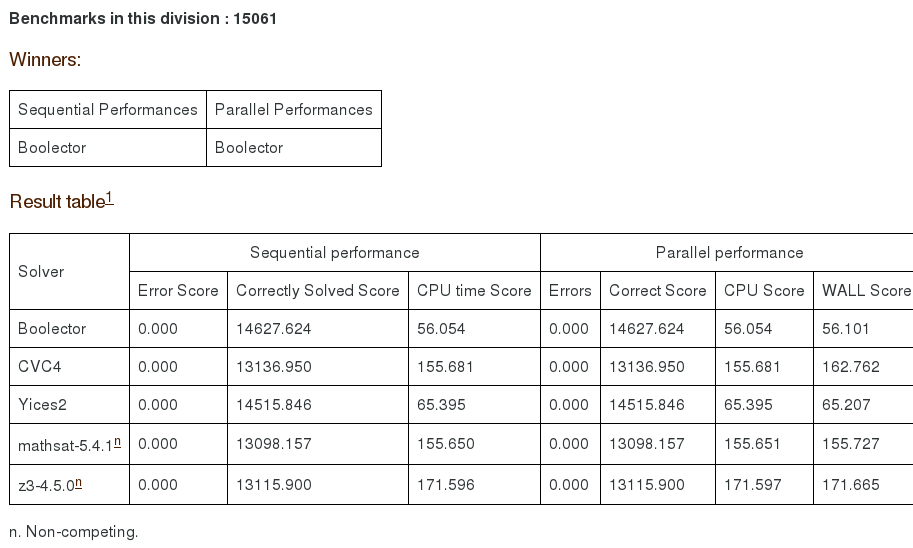 Benchmarks in this division : 15061
Winners:
Sequential Performances Parallel Performances
Boolector Boolector
Result table1
Solver Sequential performance Parallel performance
Error Score Correctly Solved Score CPU time Score Errors Correct Score CPU Score WALL Score
Boolector 0.000 14627.624 56.054 0.000 14627.624 56.054 56.101
CVC4 0.000 13136.950 155.681 0.000 13136.950 155.681 162.762
Yices2 0.000 14515.846 65.395 0.000 14515.846 65.395 65.207
mathsat-5.4.1n 0.000 13098.157 155.650 0.000 13098.157 155.651 155.727
z3-4.5.0n 0.000 13115.900 171.596 0.000 13115.900 171.597 171.665
n. Non-competing.